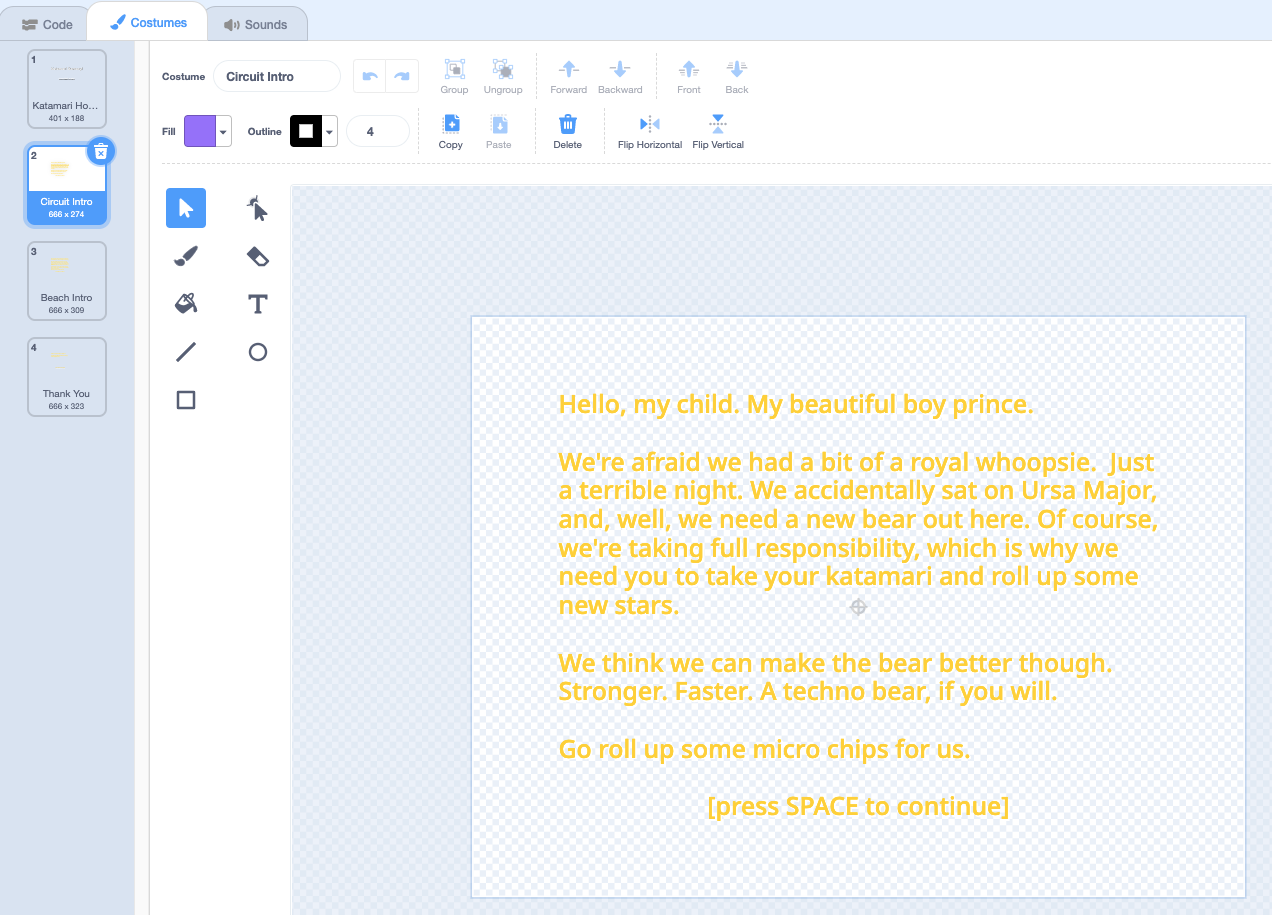 Code
Costumes
Sounds
1
Katamari Ho...
401 x 188
2
Circuit Intro
666 x 274
3
Beach Intro
666 x 309
4
Thank You
666 x 323
Costume
Circuit Intro
Group
Ungroup
Forward
Backward
Front
Back
Fill
Outline
4
Copy
Paste
Delete
Flip Horizontal
Flip Vertical
T
Hello, my child. My beautiful boy prince.
We're afraid we had a bit of a royal whoopsie.  Just
a terrible night. We accidentally sat on Ursa Major,
and, well, we need a new bear out here. Of course,
we're taking full responsibility, which is why we
need you to take your katamari and roll up some
new stars.
We think we can make the bear better though.
Stronger. Faster. A techno bear, if you will.
Go roll up some micro chips for us.
[press SPACE to continue]